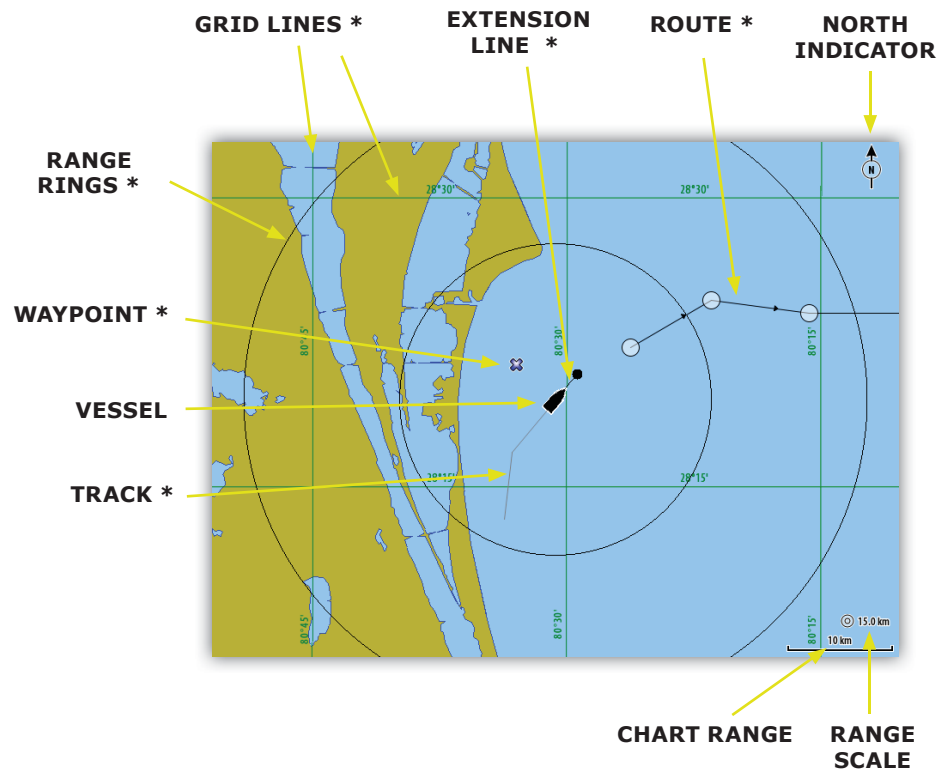 GRID LINES *
EXTENSION
LINE *
ROUTE *
NORTH
INDICATOR
RANGE
RINGS *
N
28°30'
28°30'
WAYPOINT *
80°45'
80°30'
80°15'
VESSEL
28°15'
28°15'
TRACK *
80°45'
80°30'
80°15'
15.0 km
10 km
CHART RANGE
RANGE
SCALE